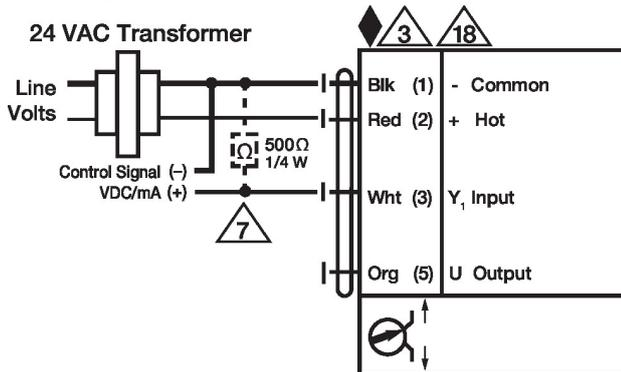 24 VAC Transformer
3
18
Line
Volts
Blk (1) - Common
Red (2) + Hot
Ω
500Ω
1/4 W
Control Signal (–)
VDC/mA (+)
Wht (3) Y1 Input
7
Org (5) U Output